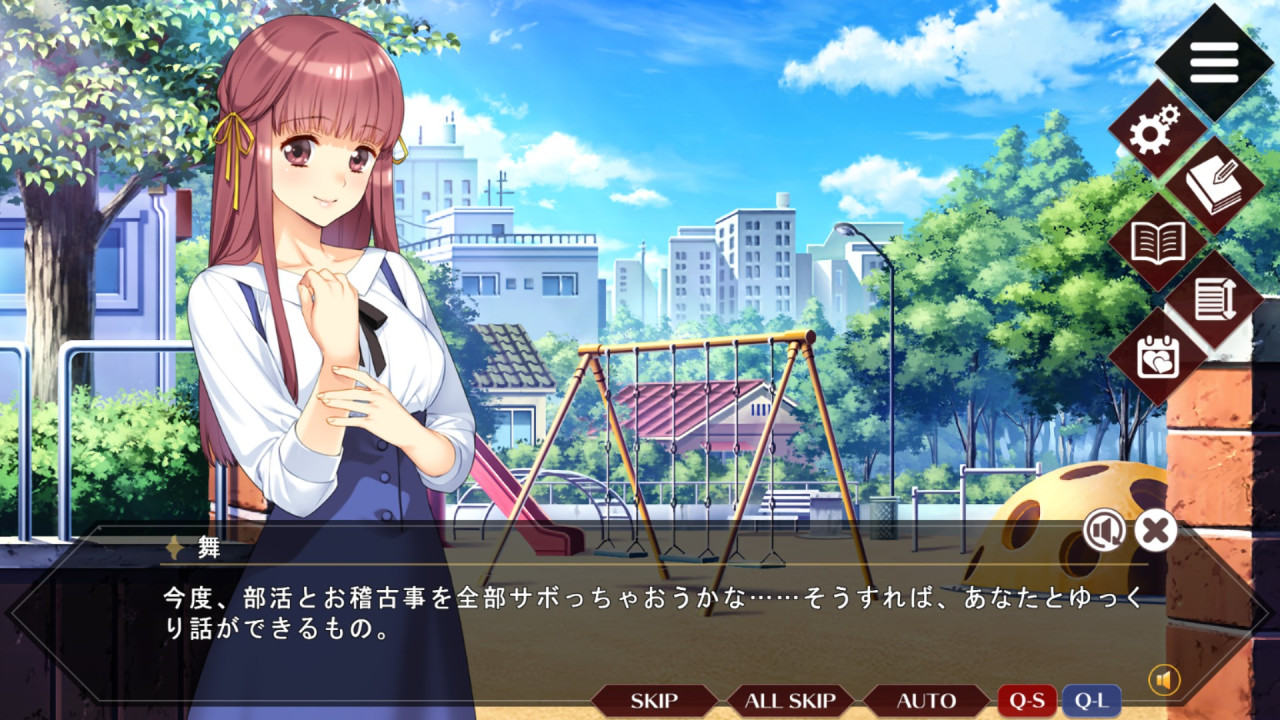 舞
今度、部活とお稽古事を全部サボっちゃおうかな……そうすれば、あなたとゆっく
り話ができるもの。
SKIP
ALL SKIP
AUTO
Q-S
Q-L